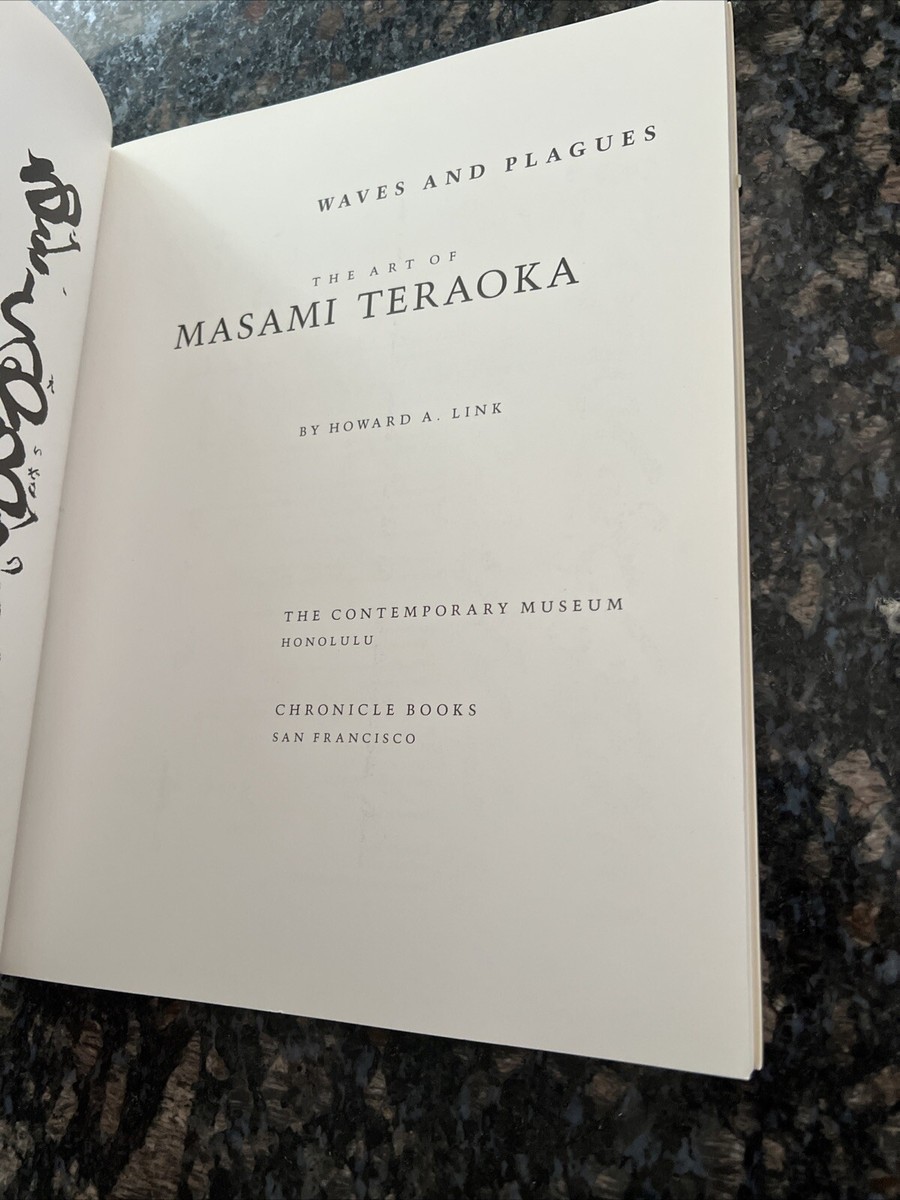 WAVES AND PLAGUES
THE ART OF
MASAMI TERAOKA
BY HOWARD A. LINK
THE CONTEMPORARY MUSEUM
HONOLULU
CHRONICLE BOOKS
SAN FRANCISCO